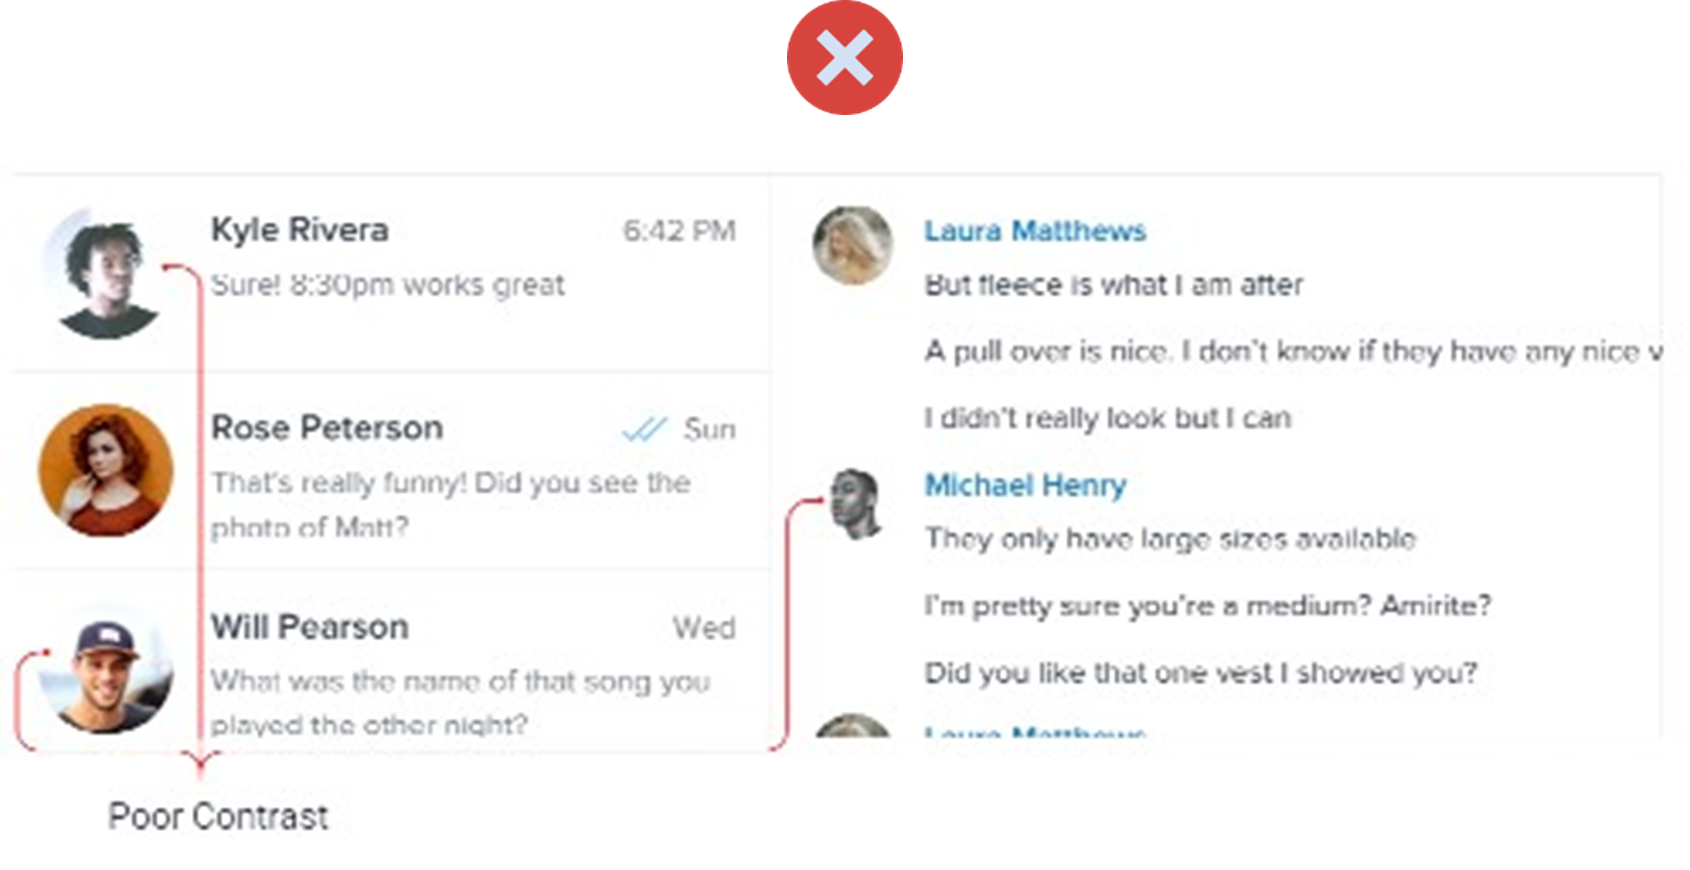 Kyle Rivera
6:42 PM
Sure! 8:30pm works great
Rose Peterson
Sun
That's really funny! Did you see the
photo of Matt?
Will Pearson
Wed
What was the name of that song you
played the other night?
Laura Matthews
But fleece is what I am after
A pull over is nice. I don't know if they have any nice v
I didn't really look but I can
Michael Henry
They only have large sizes available
I'm pretty sure you're a medium? Amirite?
Did you like that one vest I showed you?
Laura Matthews
Poor Contrast